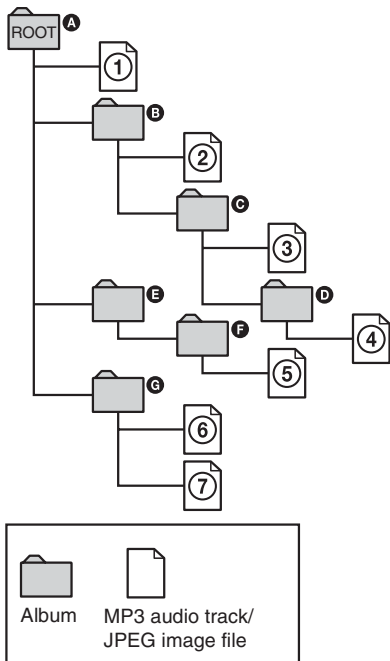 ROOT A
1
B
2
C
3
E
D
F
4
5
G
6
7
Album
MP3 audio track/
JPEG image file